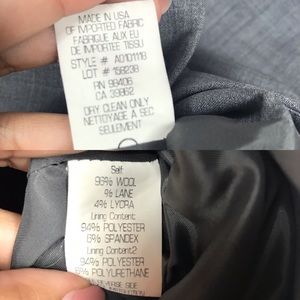 MADE IN USA
OF IMPORTED FABRIC
FABRIQUE AUX EU
DE IMPORTEE TISSU
STYLE # A0101118
LOT # 158238
RN 98406
CA 39862
DRY CLEAN ONLY
NETTOYAGE A SEC
SEULEMENT
Self
96% WOOL
% LAINE
4% LYCRA
Lining Content:
94% POLYESTER
6% SPANDEX
Lining Content2
94% POLYESTER
6% POLYURETHANE
SIDE